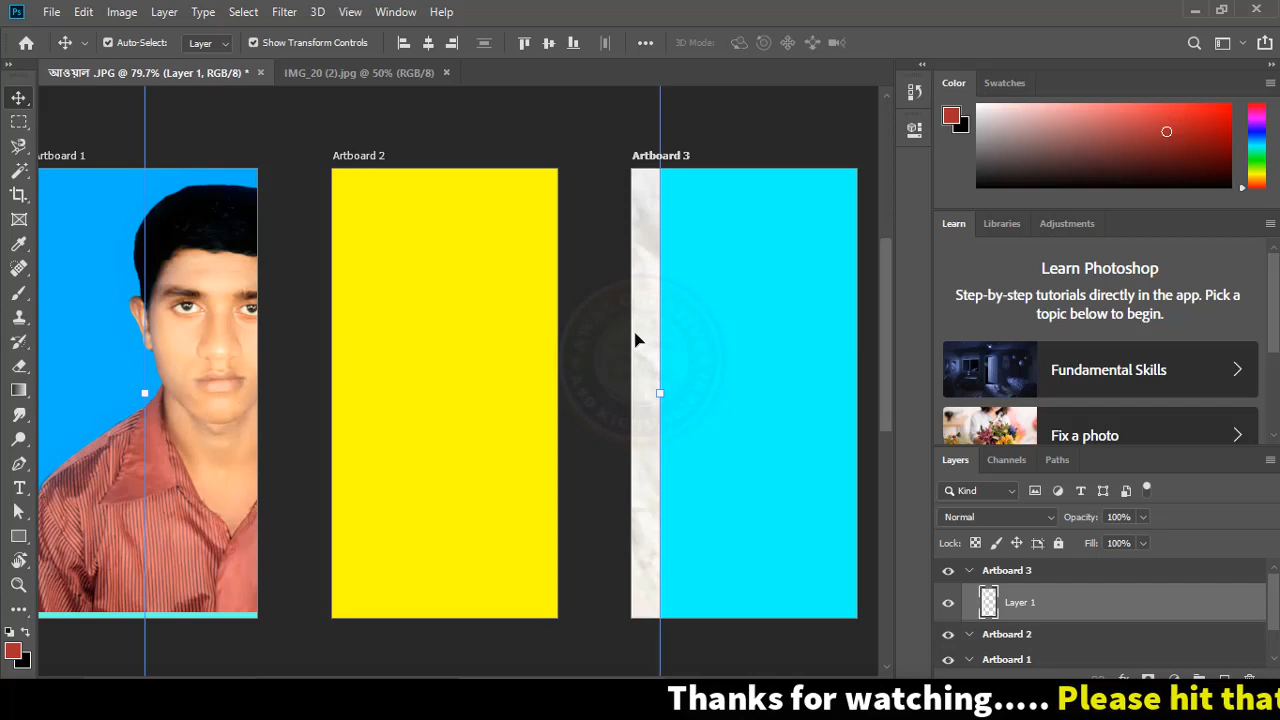 Ps File Edit Image Layer Type Select Filter 3D View Window Help
Auto-Select: Layer Show Transform Controls 3D Mode:
আওয়াল .JPG @ 79.7% (Layer 1, RGB/8) * IMG_20 (2).jpg @ 50% (RGB/8)
Color Swatches
Artboard 1 Artboard 2 Artboard 3
Learn Libraries Adjustments
Learn Photoshop
Step-by-step tutorials directly in the app. Pick a
topic below to begin.
Fundamental Skills
Fix a photo
Layers Channels Paths
Kind
Normal Opacity: 100%
Lock: Fill: 100%
Artboard 3
Layer 1
Artboard 2
Artboard 1
Thanks for watching..... Please hit that